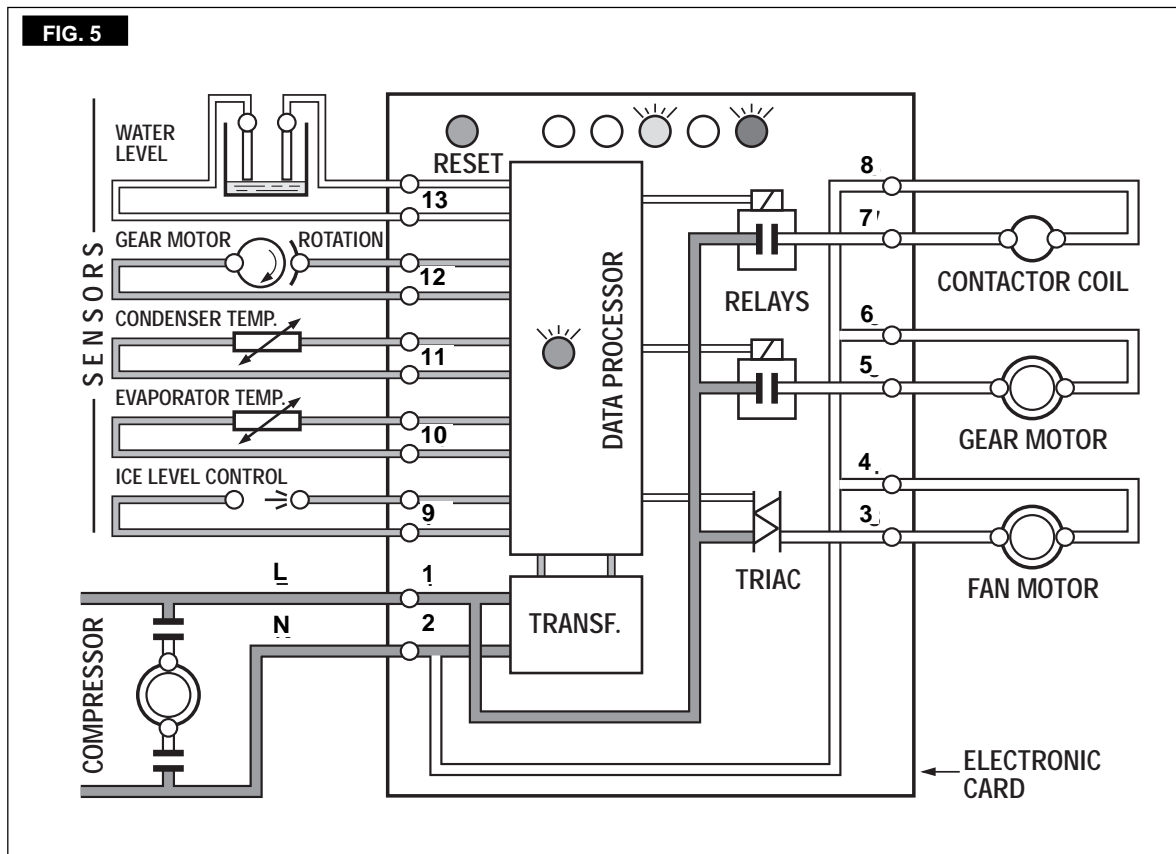 FIG. 5
WATER
LEVEL
RESET
13
GEAR MOTOR
ROTATION
12
CONDENSER TEMP.
11
EVAPORATOR TEMP.
10
ICE LEVEL CONTROL
9
SENSORS
L
1
N
2
COMPRESSOR
DATA PROCESSOR
TRANSF.
RELAYS
TRIAC
8
7
CONTACTOR COIL
6
5
GEAR MOTOR
4
3
FAN MOTOR
ELECTRONIC
CARD